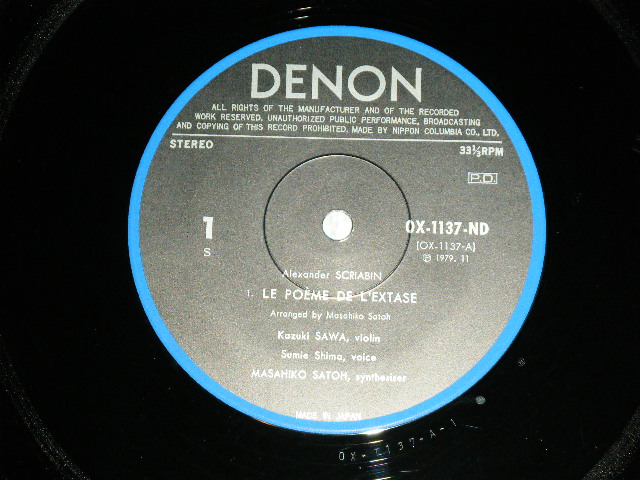 DENON
ALL RIGHTS OF THE MANUFACTURER AND OF THE RECORDED
WORK RESERVED. UNAUTHORIZED PUBLIC PERFORMANCE, BROADCASTING
AND COPYING OF THIS RECORD PROHIBITED. MADE BY NIPPON COLUMBIA CO., LTD.
STEREO 33⅓RPM
P.D.
1 OX-1137-ND
S (OX-1137-A)
℗ 1979. 11
Alexander SCRIABIN
1. LE POÈME DE L'EXTASE
Arranged by Masahiko Satoh
Kazuki SAWA, violin
Sumie Shima, voice
MASAHIKO SATOH, synthesiser
MADE IN JAPAN
OX-1137-A-1